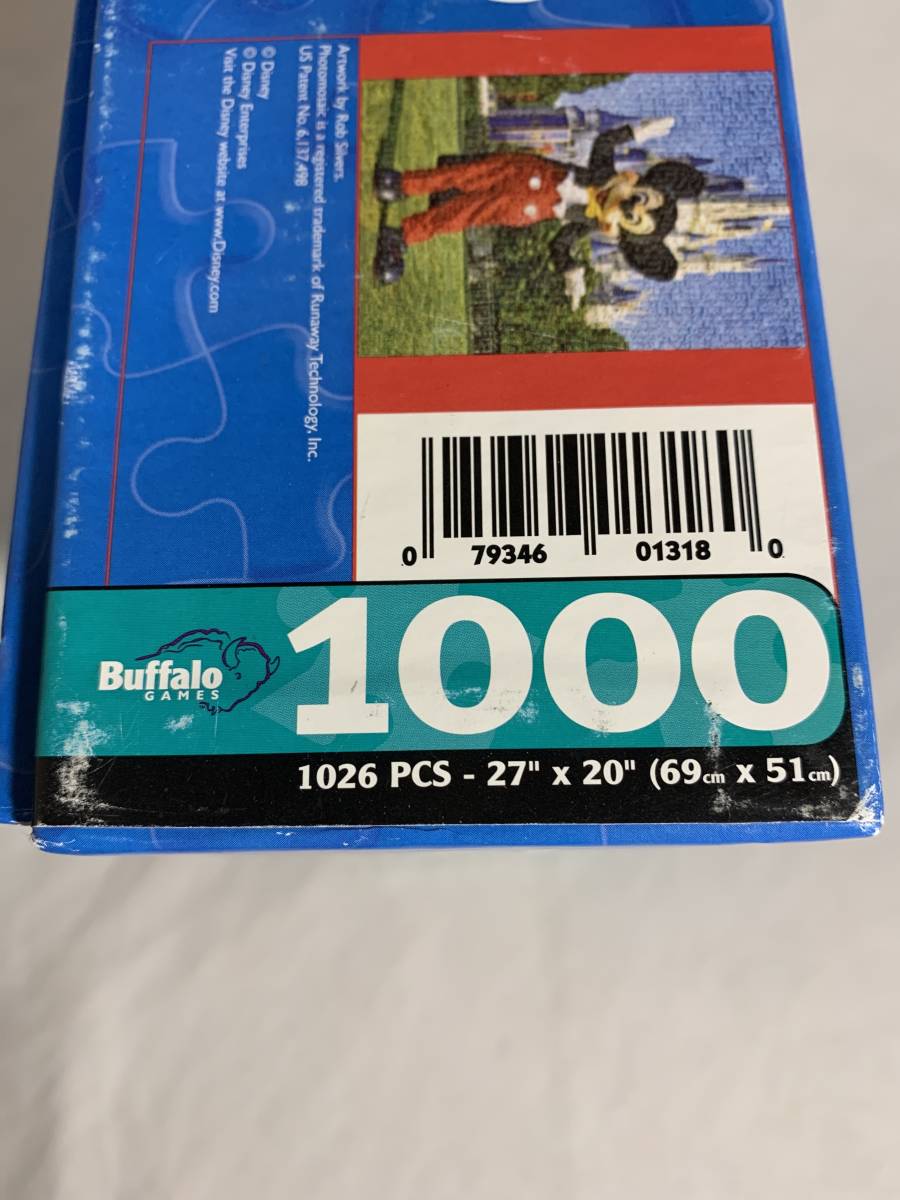 Artwork by Rob Silvers.
Photomosaic is a registered trademark of Runaway Technology, Inc.
US Patent No. 6,137,498
© Disney
© Disney Enterprises
Visit the Disney website at www.Disney.com
0 79346 01318 0
Buffalo
GAMES
1000
1026 PCS - 27" x 20" (69cm x 51cm)